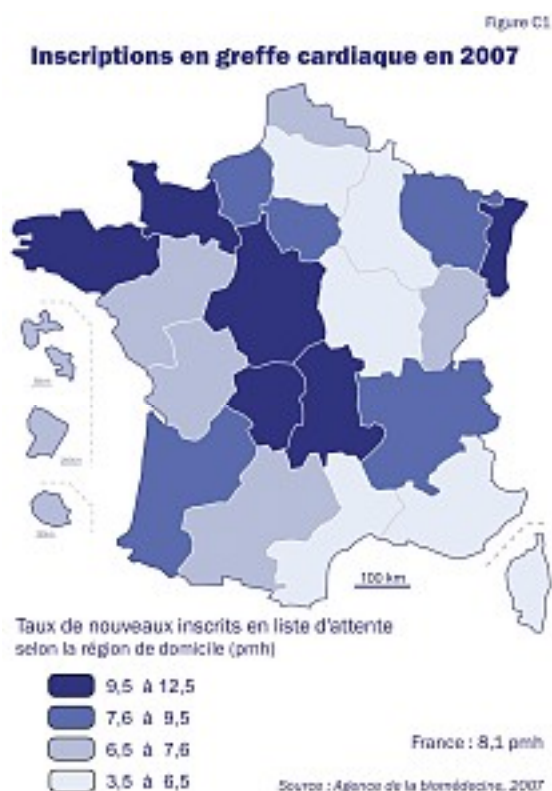 Figure C1
Inscriptions en greffe cardiaque en 2007
100 km
Taux de nouveaux inscrits en liste d'attente
selon la région de domicile (pmh)
9,5 à 12,5
7,6 à 9,5
6,5 à 7,6
3,5 à 6,5
France : 8,1 pmh
Source : Agence de la biomédecine, 2007